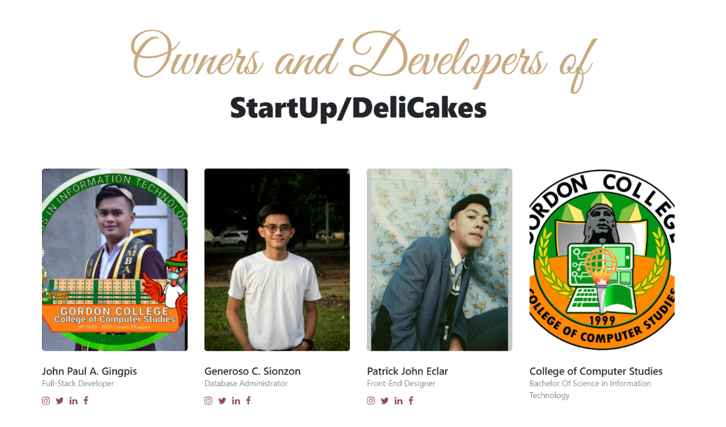 Owners and Developers of
StartUp/DeliCakes
S IN INFORMATION TECHNOLOGY
GORDON COLLEGE
College of Computer Studies
GORDON COLLEGE
1999
COLLEGE OF COMPUTER STUDIES
John Paul A. Gingpis
Full-Stack Developer
Generoso C. Sionzon
Database Administrator
Patrick John Eclar
Front-End Designer
College of Computer Studies
Bachelor Of Science in Information
Technology